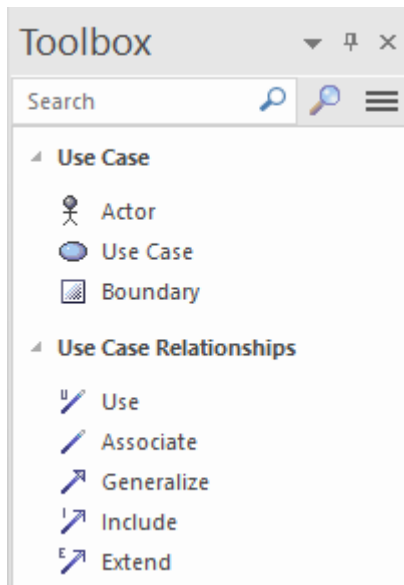 Toolbox
Search
Use Case
Actor
Use Case
Boundary
Use Case Relationships
U Use
Associate
Generalize
I Include
E Extend